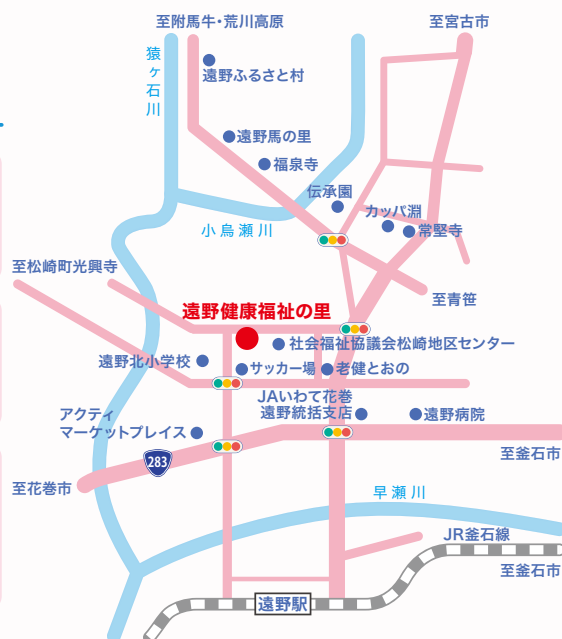 至附馬牛・荒川高原
至宮古市
猿ヶ石川
遠野ふるさと村
遠野馬の里
福泉寺
伝承園
カッパ淵
常堅寺
小烏瀬川
至松崎町光興寺
至青笹
遠野健康福祉の里
社会福祉協議会松崎地区センター
遠野北小学校
サッカー場
老健とおの
JAいわて花巻
遠野統括支店
遠野病院
アクティ
マーケットプレイス
至釜石市
283
至花巻市
早瀬川
JR釜石線
至釜石市
遠野駅